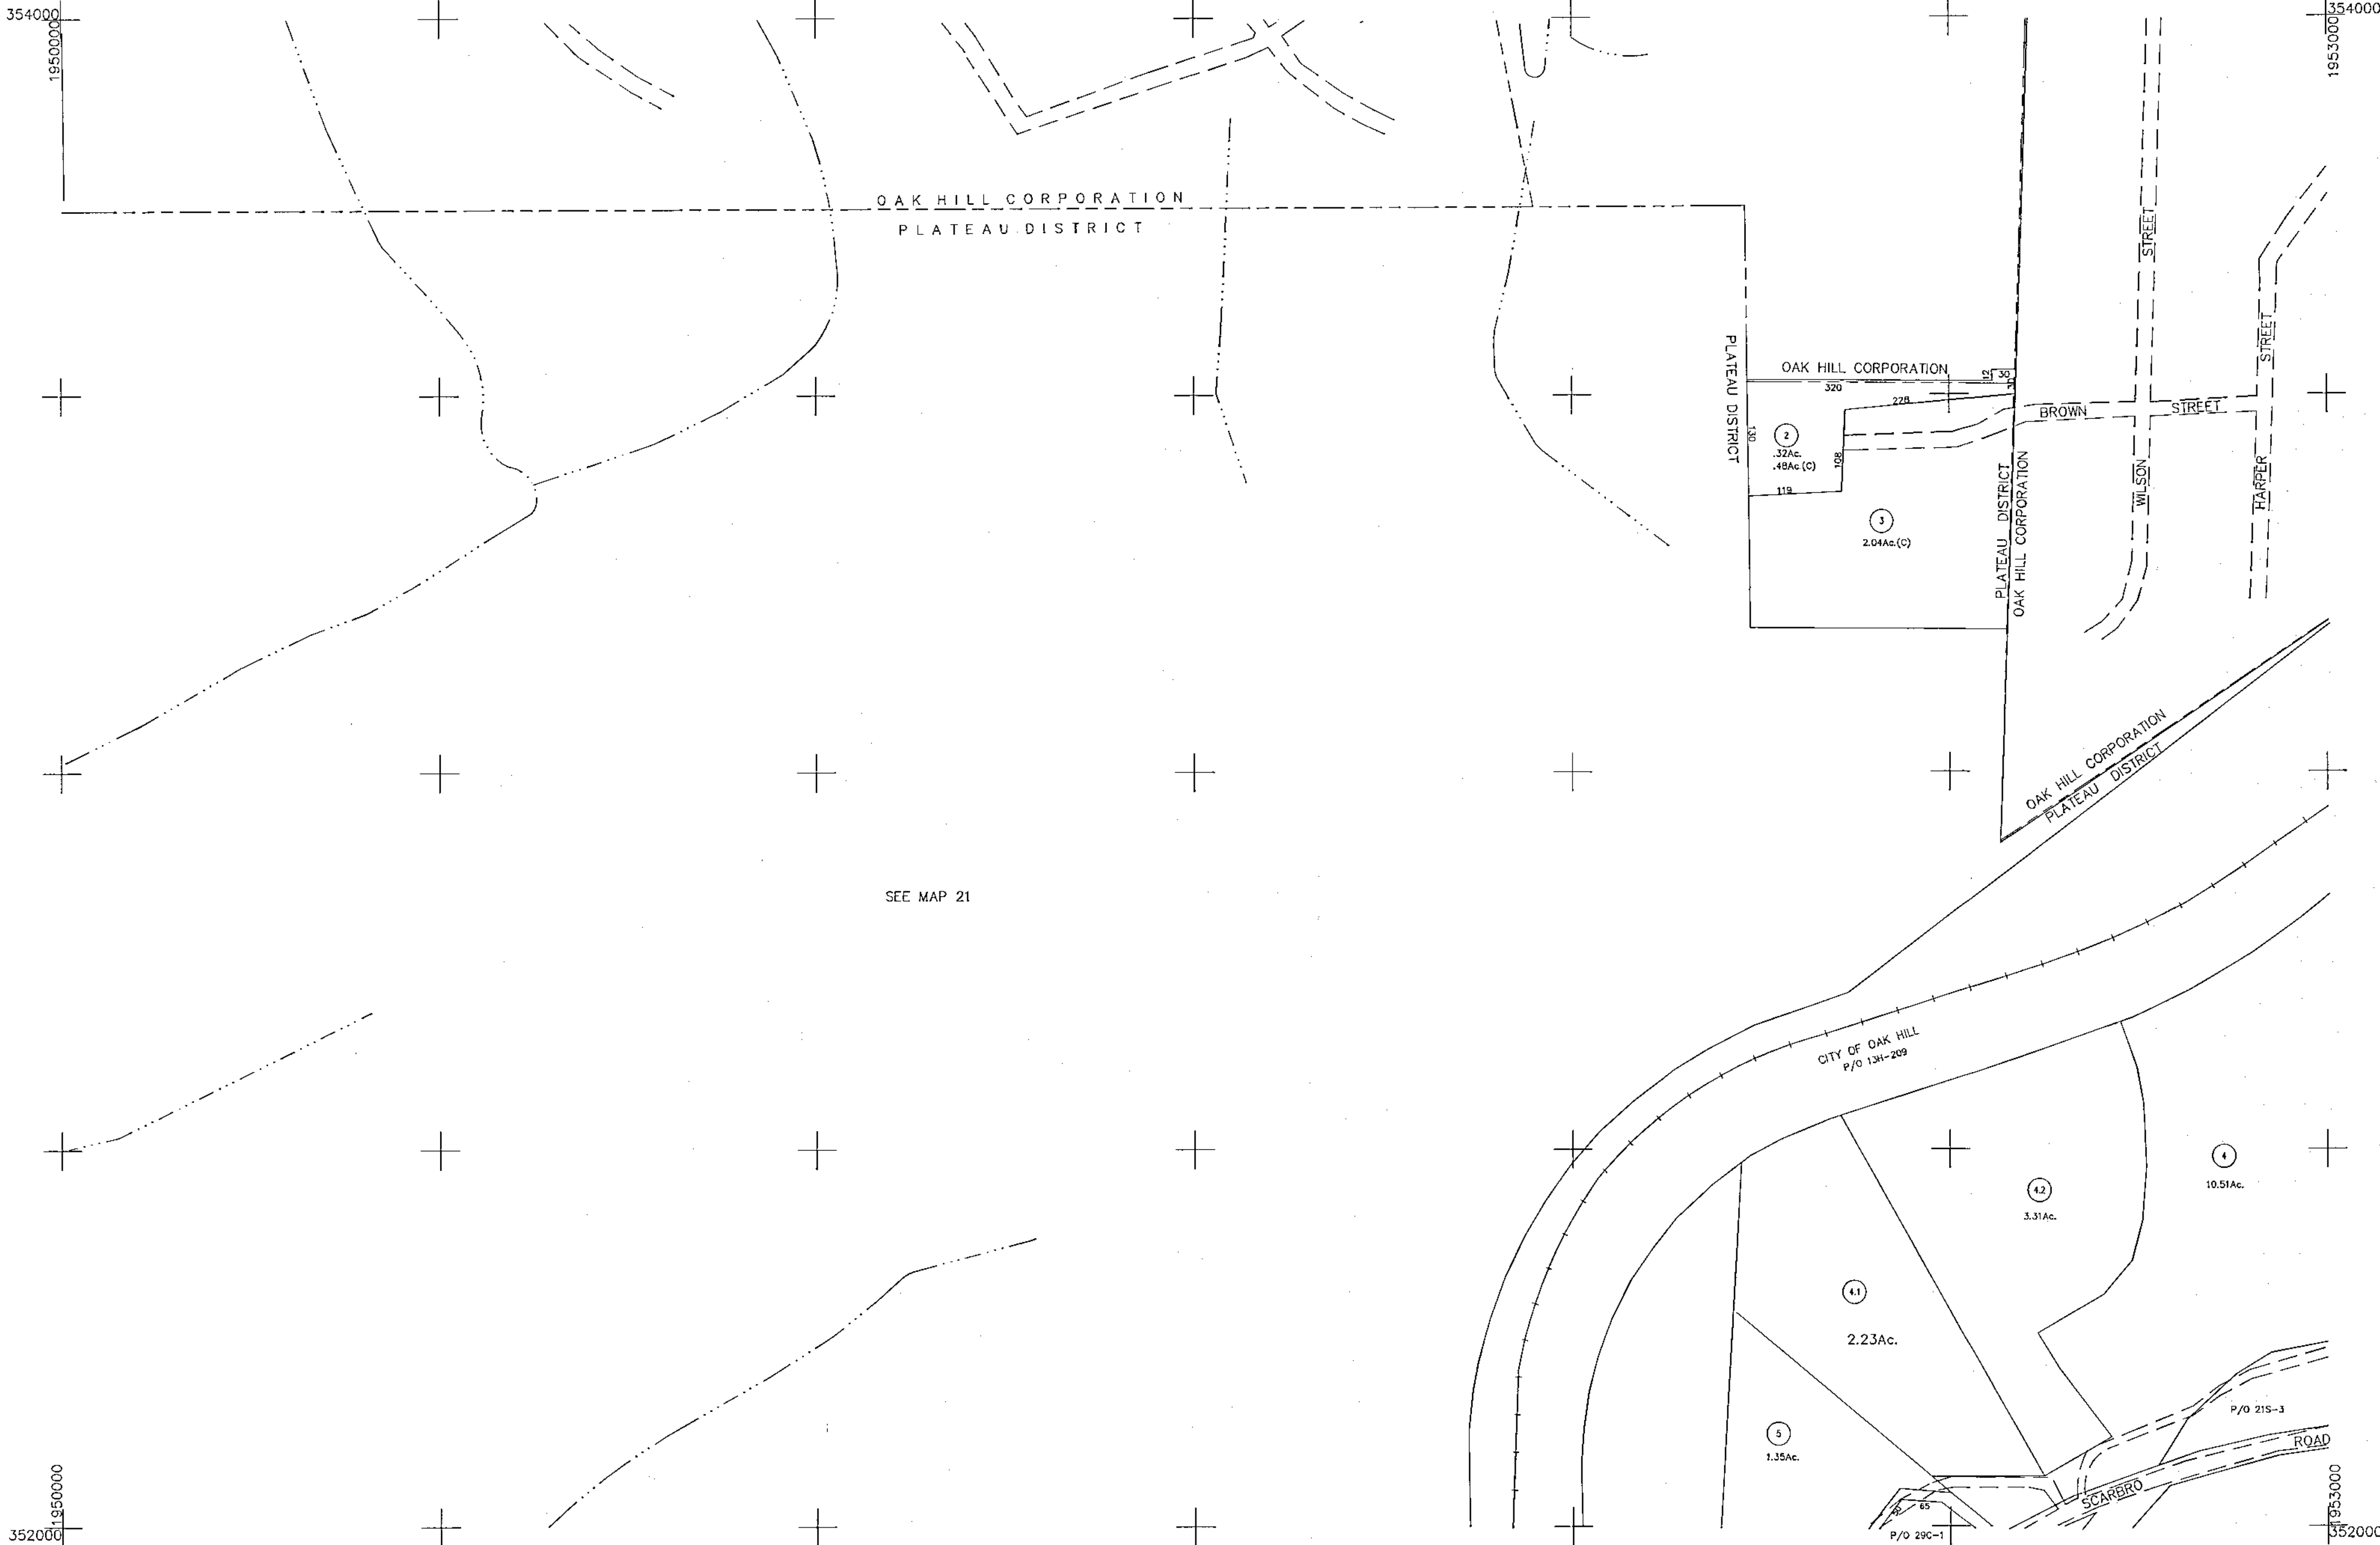 354000
354000
1950000
1953000
OAK HILL CORPORATION
PLATEAU DISTRICT
STREET
STREET
PLATEAU DISTRICT
OAK HILL CORPORATION
320
12
30
30
228
BROWN
STREET
130
2
.32Ac.
.48Ac.(C)
108
119
3
2.04Ac.(C)
PLATEAU DISTRICT
OAK HILL CORPORATION
WILSON
HARPER
OAK HILL CORPORATION
PLATEAU DISTRICT
SEE MAP 21
CITY OF OAK HILL
P/O 13H-209
4
10.51Ac.
4.2
3.31Ac.
4.1
2.23Ac.
5
1.35Ac.
P/O 21S-3
ROAD
SCARBRO
65
P/O 29C-1
1950000
352000
1953000
352000